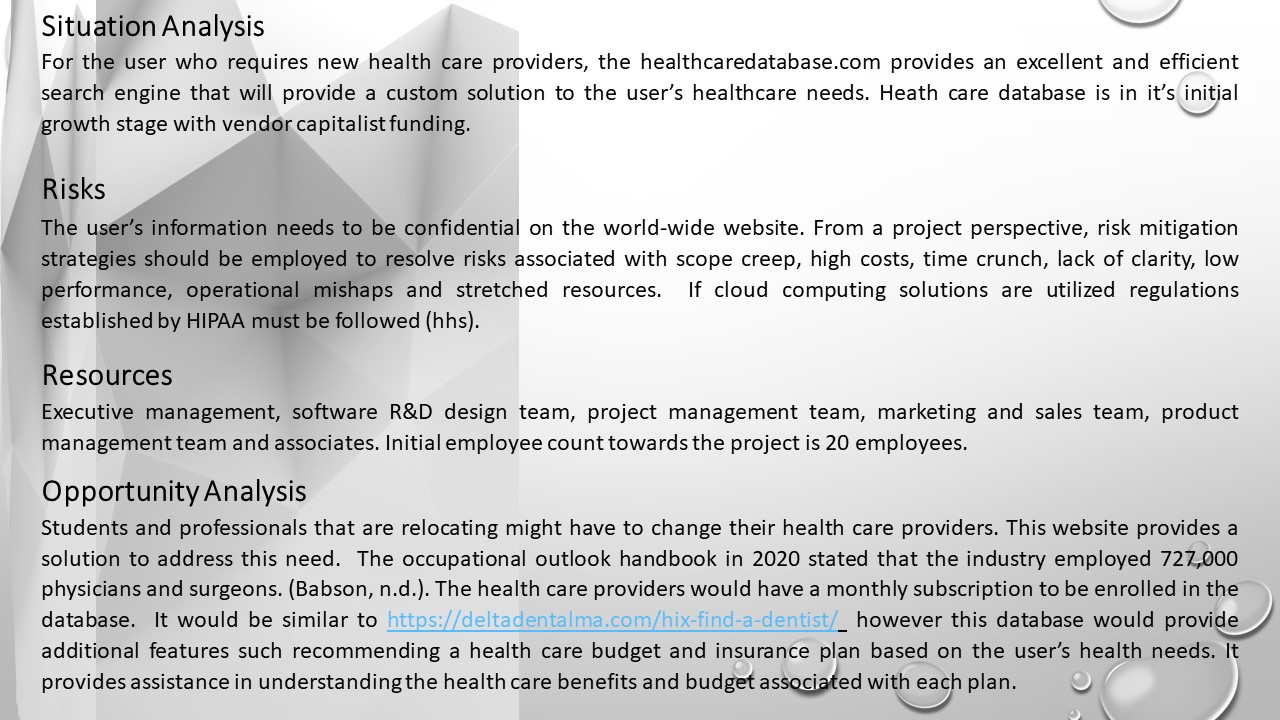 Situation Analysis
For the user who requires new health care providers, the healthcaredatabase.com provides an excellent and efficient
search engine that will provide a custom solution to the user’s healthcare needs. Heath care database is in it’s initial
growth stage with vendor capitalist funding.
Risks
The user’s information needs to be confidential on the world-wide website. From a project perspective, risk mitigation
strategies should be employed to resolve risks associated with scope creep, high costs, time crunch, lack of clarity, low
performance, operational mishaps and stretched resources. If cloud computing solutions are utilized regulations
established by HIPAA must be followed (hhs).
Resources
Executive management, software R&D design team, project management team, marketing and sales team, product
management team and associates. Initial employee count towards the project is 20 employees.
Opportunity Analysis
Students and professionals that are relocating might have to change their health care providers. This website provides a
solution to address this need. The occupational outlook handbook in 2020 stated that the industry employed 727,000
physicians and surgeons. (Babson, n.d.). The health care providers would have a monthly subscription to be enrolled in the
database. It would be similar to https://deltadentalma.com/hix-find-a-dentist/ however this database would provide
additional features such recommending a health care budget and insurance plan based on the user’s health needs. It
provides assistance in understanding the health care benefits and budget associated with each plan.